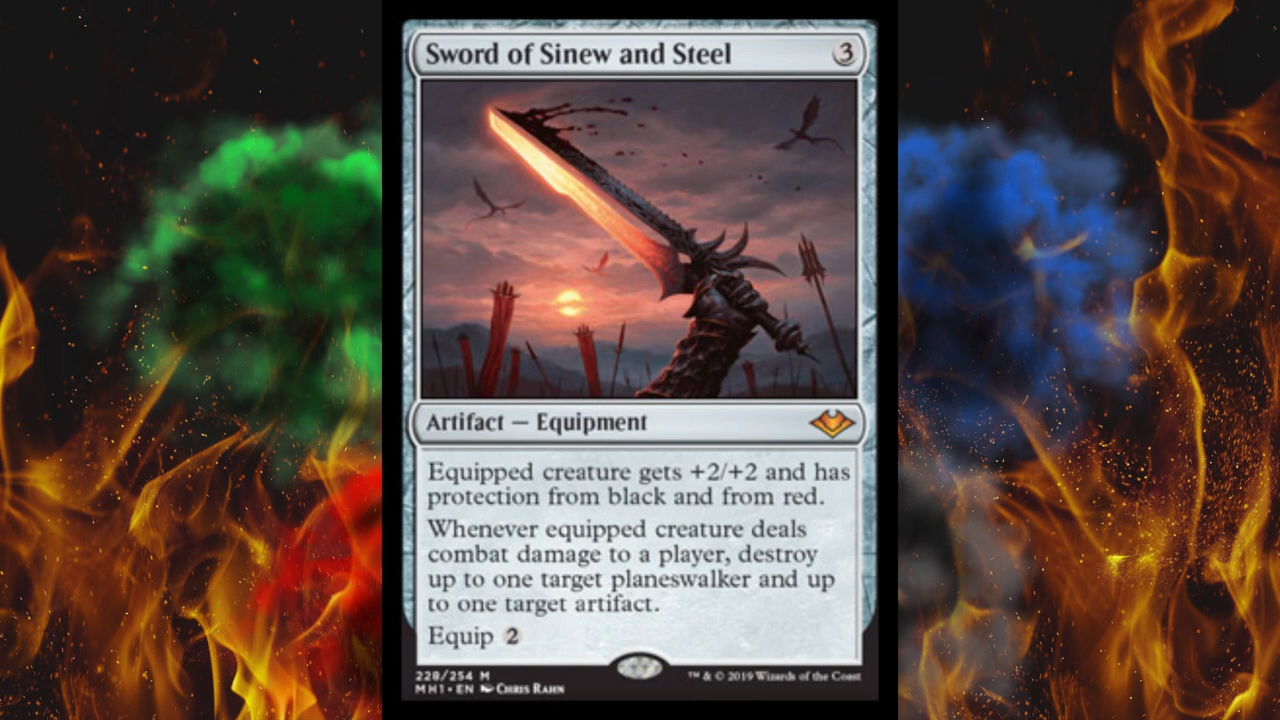 Sword of Sinew and Steel 3
Artifact — Equipment
Equipped creature gets +2/+2 and has
protection from black and from red.
Whenever equipped creature deals
combat damage to a player, destroy
up to one target planeswalker and up
to one target artifact.
Equip 2
228/254 M
MH1 • EN Chris Rahn
™ & © 2019 Wizards of the Coast